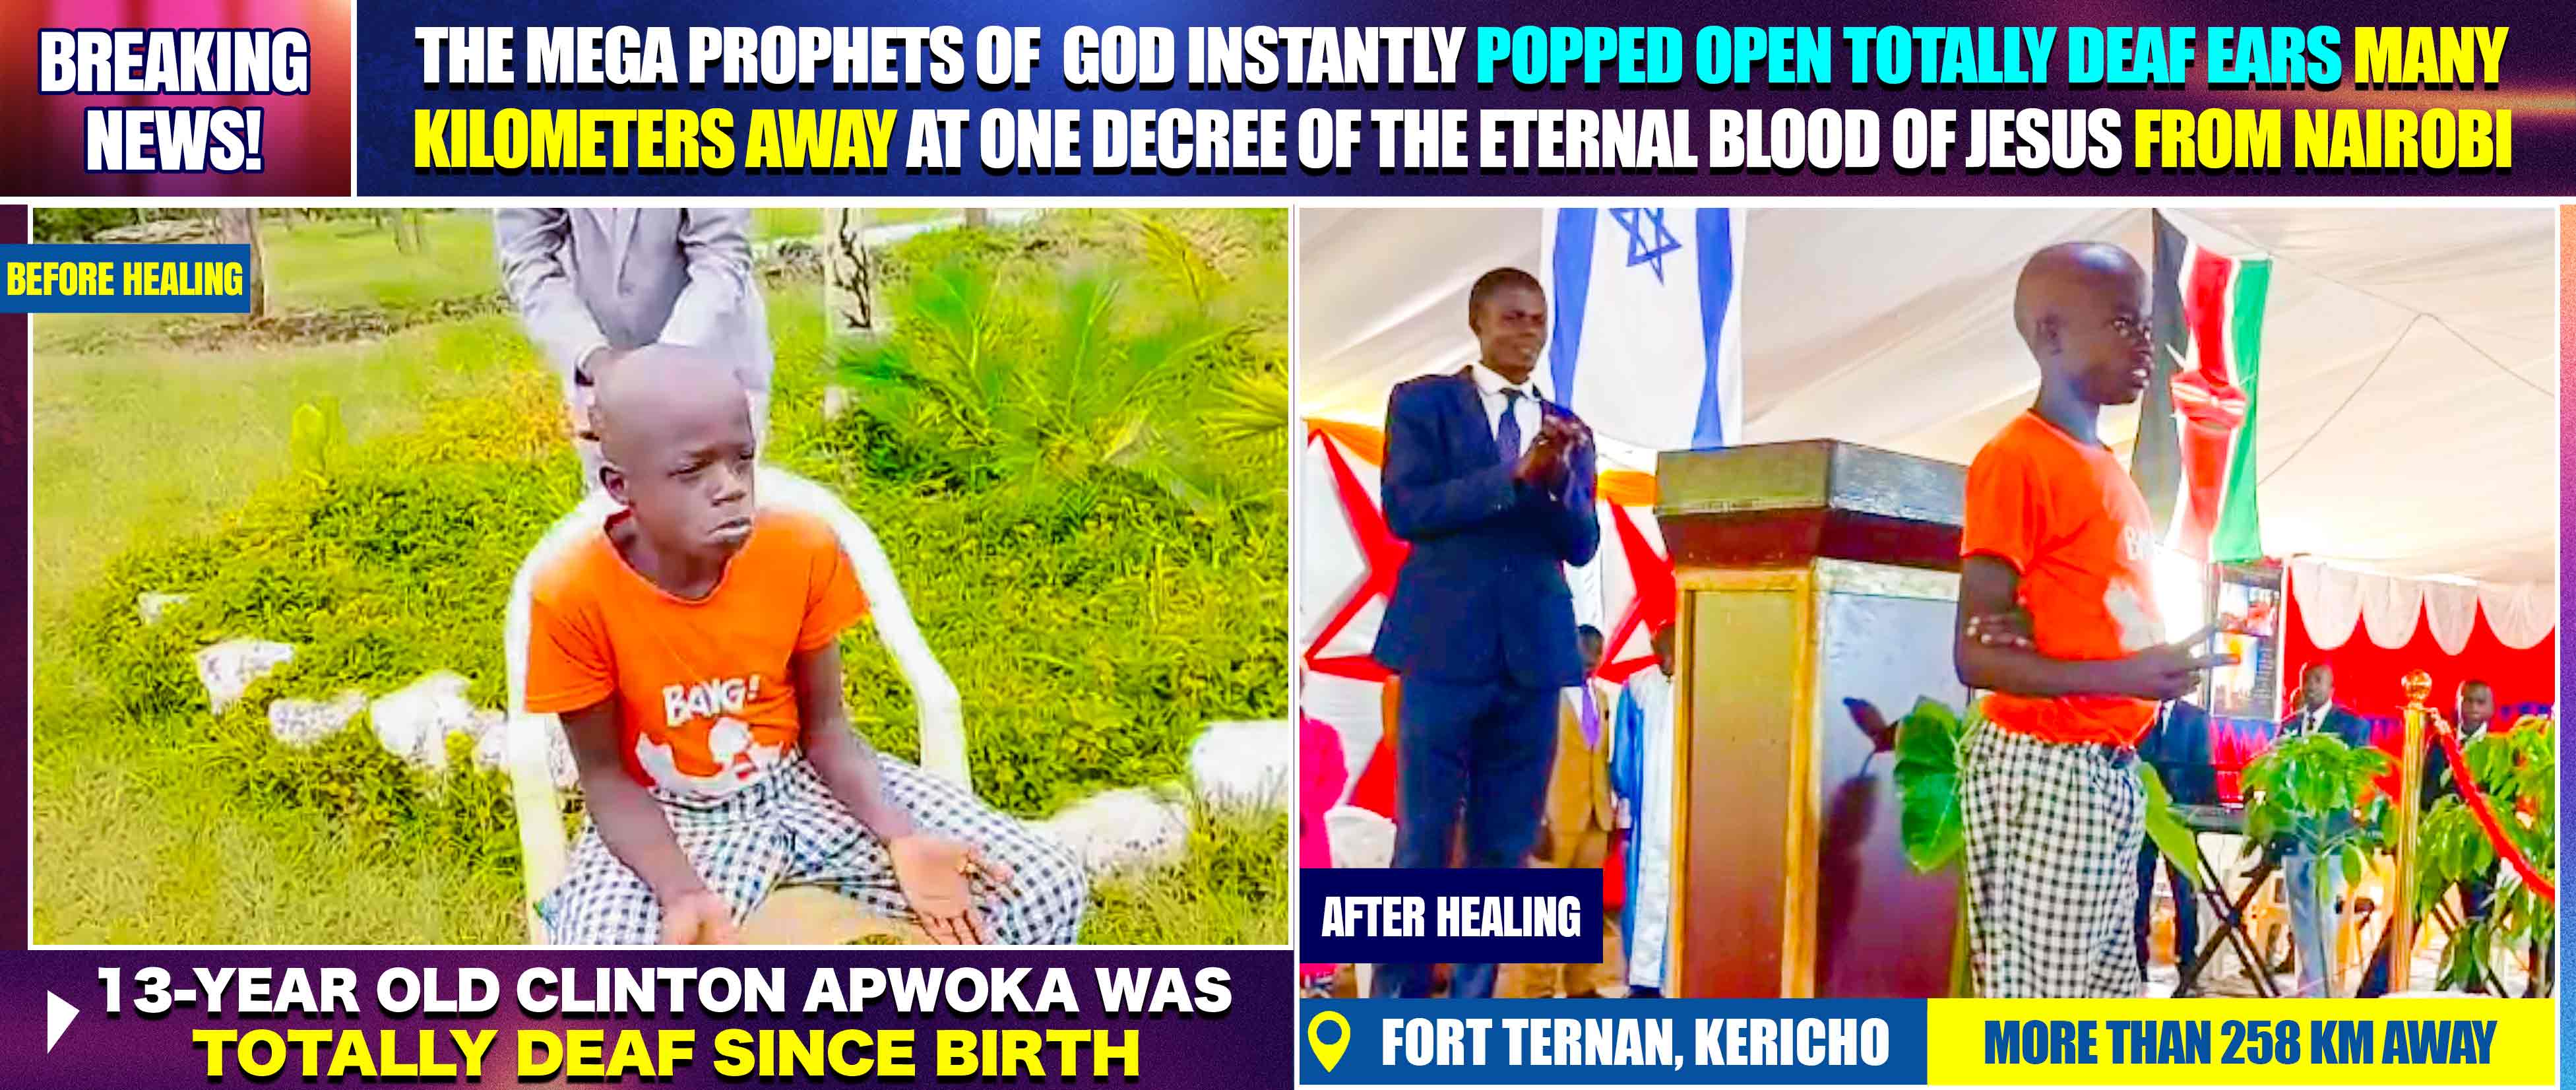 BREAKING
NEWS!
THE MEGA PROPHETS OF GOD INSTANTLY POPPED OPEN TOTALLY DEAF EARS MANY
KILOMETERS AWAY AT ONE DECREE OF THE ETERNAL BLOOD OF JESUS FROM NAIROBI
BEFORE HEALING
BANG!
AFTER HEALING
13-YEAR OLD CLINTON APWOKA WAS
TOTALLY DEAF SINCE BIRTH
FORT TERNAN, KERICHO
MORE THAN 258 KM AWAY